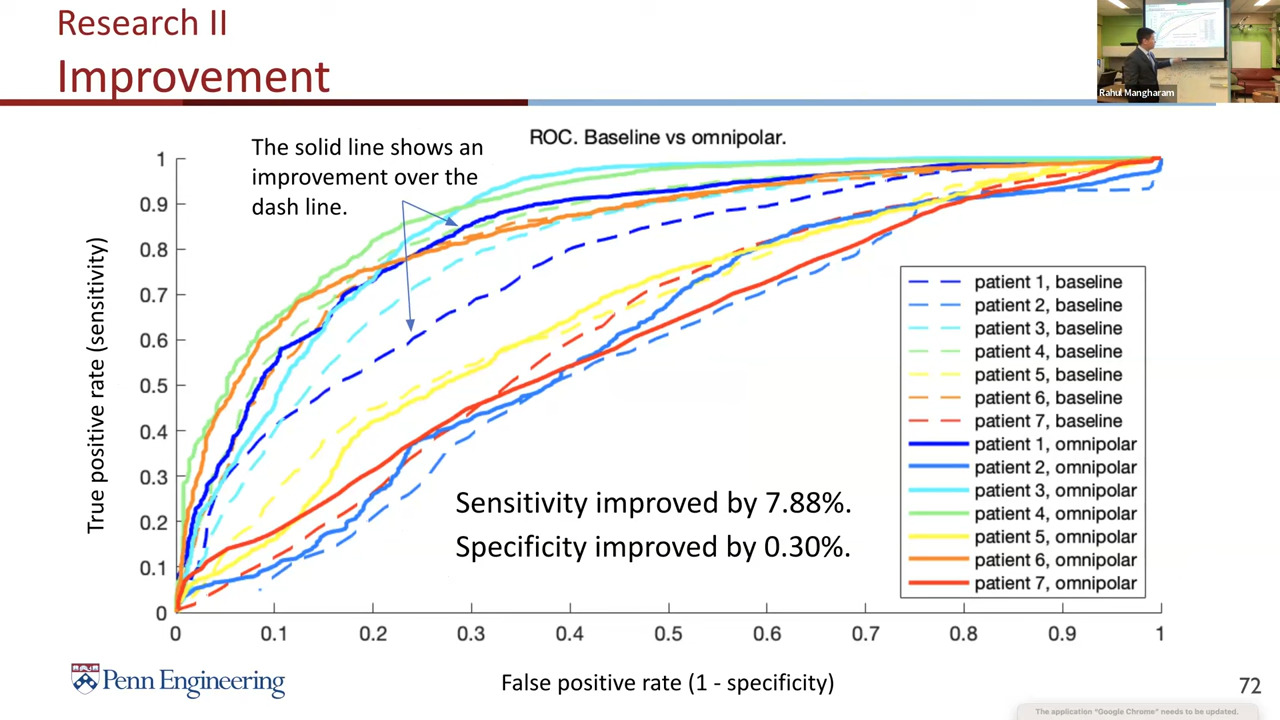 Research II
Improvement
Rahul Mangharam
The solid line shows an
improvement over the
dash line.
ROC. Baseline vs omnipolar.
True positive rate (sensitivity)
1
0.9
0.8
0.7
0.6
0.5
0.4
0.3
0.2
0.1
0
0 0.1 0.2 0.3 0.4 0.5 0.6 0.7 0.8 0.9 1
patient 1, baseline
patient 2, baseline
patient 3, baseline
patient 4, baseline
patient 5, baseline
patient 6, baseline
patient 7, baseline
patient 1, omnipolar
patient 2, omnipolar
patient 3, omnipolar
patient 4, omnipolar
patient 5, omnipolar
patient 6, omnipolar
patient 7, omnipolar
Sensitivity improved by 7.88%.
Specificity improved by 0.30%.
Penn Engineering
False positive rate (1 - specificity)
72
The application “Google Chrome” needs to be updated.